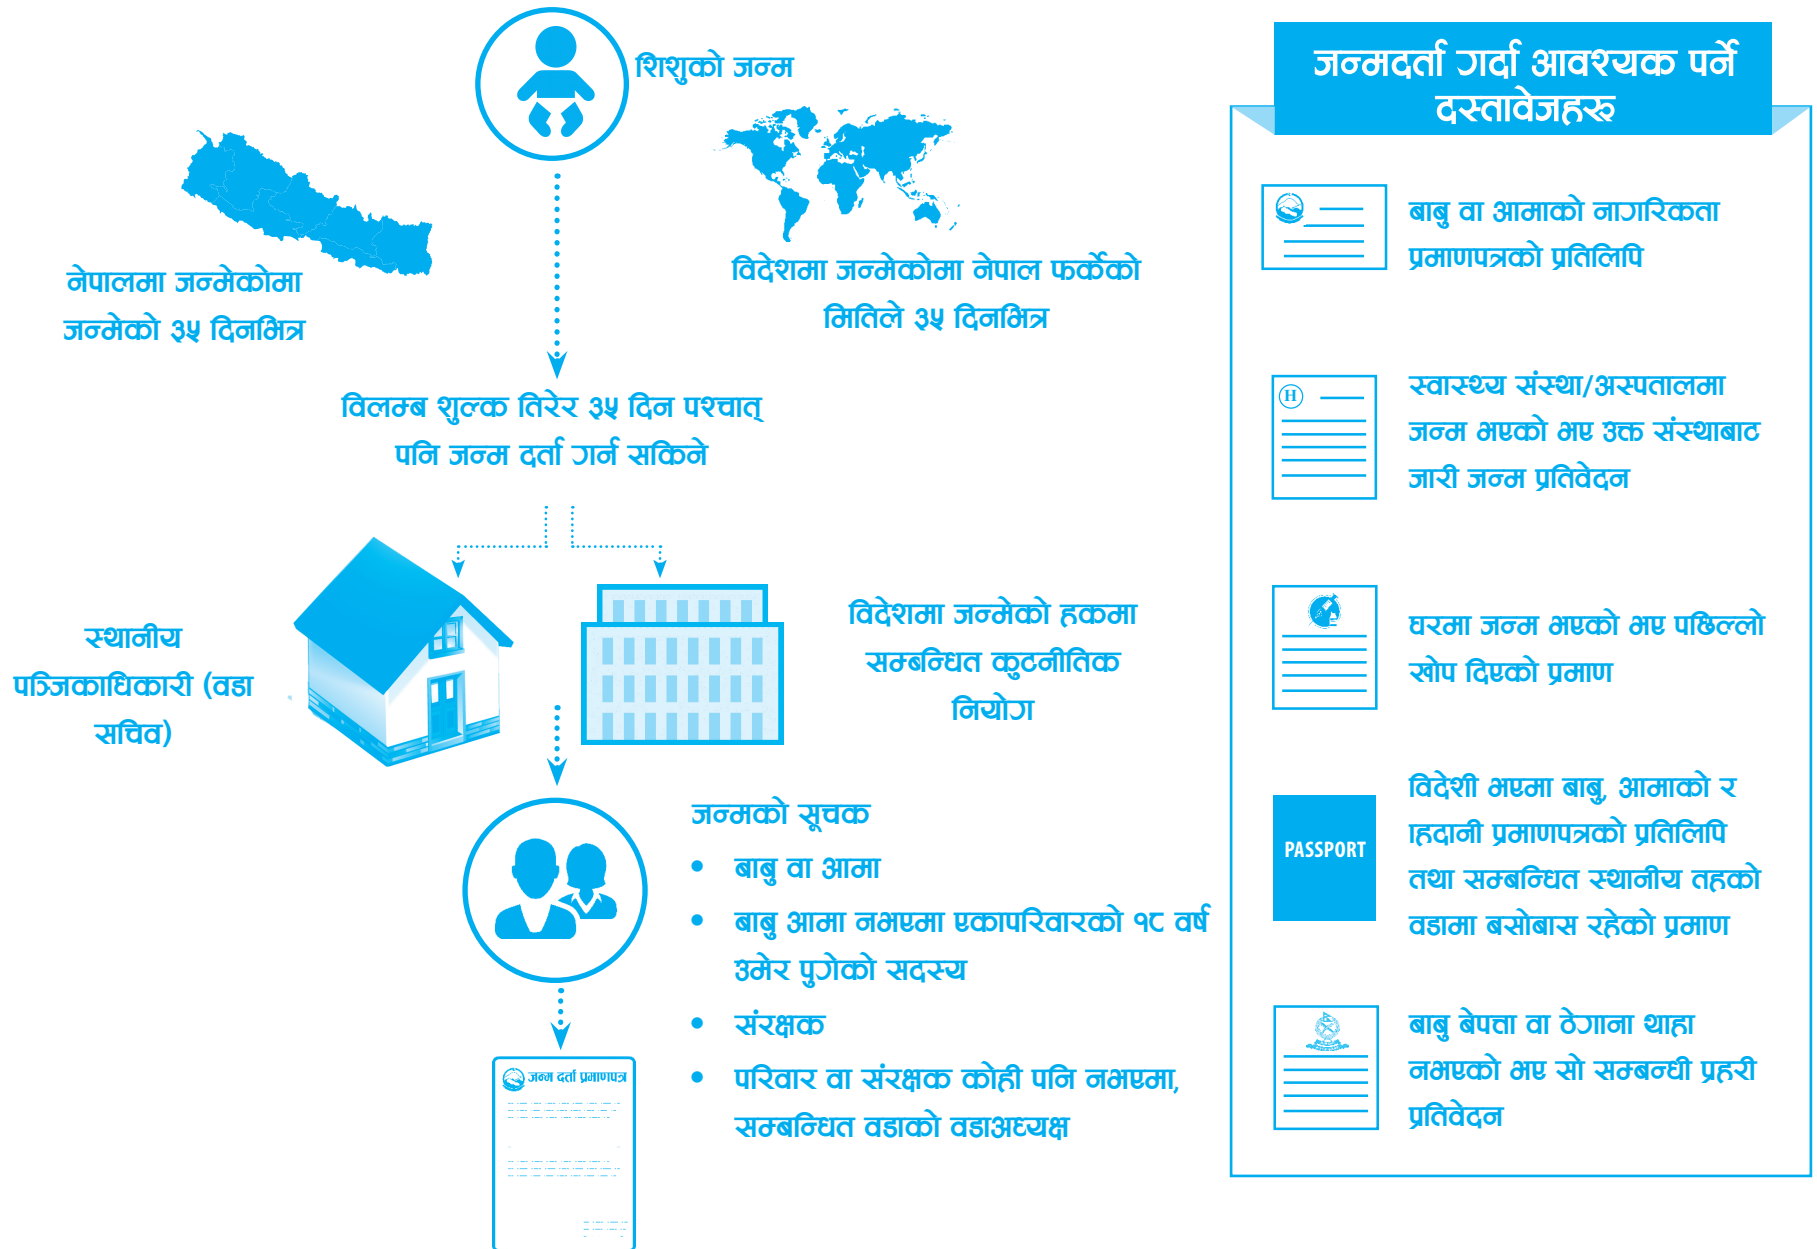 शिशुको जन्म
नेपालमा जन्मेकोमा
जन्मेको ३५ दिनभित्र
विदेशमा जन्मेकोमा नेपाल फर्केको
मितिले ३५ दिनभित्र
विलम्ब शुल्क तिरेर ३५ दिन पश्चात्
पनि जन्म दर्ता गर्न सकिने
स्थानीय
पञ्जिकाधिकारी (वडा
सचिव)
विदेशमा जन्मेको हकमा
सम्बन्धित कुटनीतिक
नियोग
जन्मको सूचक
• बाबु वा आमा
• बाबु आमा नभएमा एकापरिवारको १८ वर्ष
उमेर पुगेको सदस्य
• संरक्षक
• परिवार वा संरक्षक कोही पनि नभएमा,
सम्बन्धित वडाको वडाअध्यक्ष
जन्म दर्ता प्रमाणपत्र
जन्मदर्ता गर्दा आवश्यक पर्ने
दस्तावेजहरु
बाबु वा आमाको नागरिकता
प्रमाणपत्रको प्रतिलिपि
H
स्वास्थ्य संस्था/अस्पतालमा
जन्म भएको भए उक्त संस्थाबाट
जारी जन्म प्रतिवेदन
घरमा जन्म भएको भए पछिल्लो
खोप दिएको प्रमाण
PASSPORT
विदेशी भएमा बाबु, आमाको र
ाहदानी प्रमाणपत्रको प्रतिलिपि
तथा सम्बन्धित स्थानीय तहको
वडामा बसोबास रहेको प्रमाण
बाबु बेपत्ता वा ठेगाना थाहा
नभएको भए सो सम्बन्धी प्रहरी
प्रतिवेदन